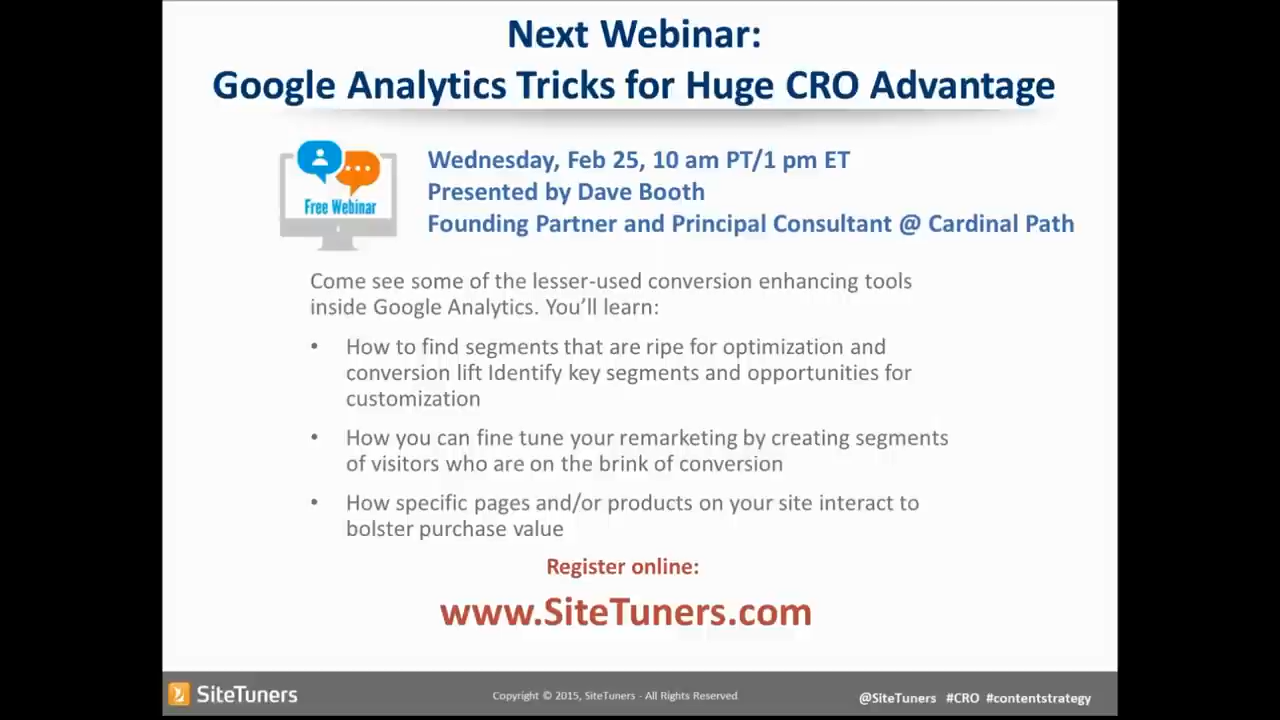 Next Webinar:
Google Analytics Tricks for Huge CRO Advantage
Free Webinar
Wednesday, Feb 25, 10 am PT/1 pm ET
Presented by Dave Booth
Founding Partner and Principal Consultant @ Cardinal Path
Come see some of the lesser-used conversion enhancing tools
inside Google Analytics. You’ll learn:
• How to find segments that are ripe for optimization and
conversion lift Identify key segments and opportunities for
customization
• How you can fine tune your remarketing by creating segments
of visitors who are on the brink of conversion
• How specific pages and/or products on your site interact to
bolster purchase value
Register online:
www.SiteTuners.com
SiteTuners
Copyright © 2015, SiteTuners - All Rights Reserved
@SiteTuners #CRO #contentstrategy